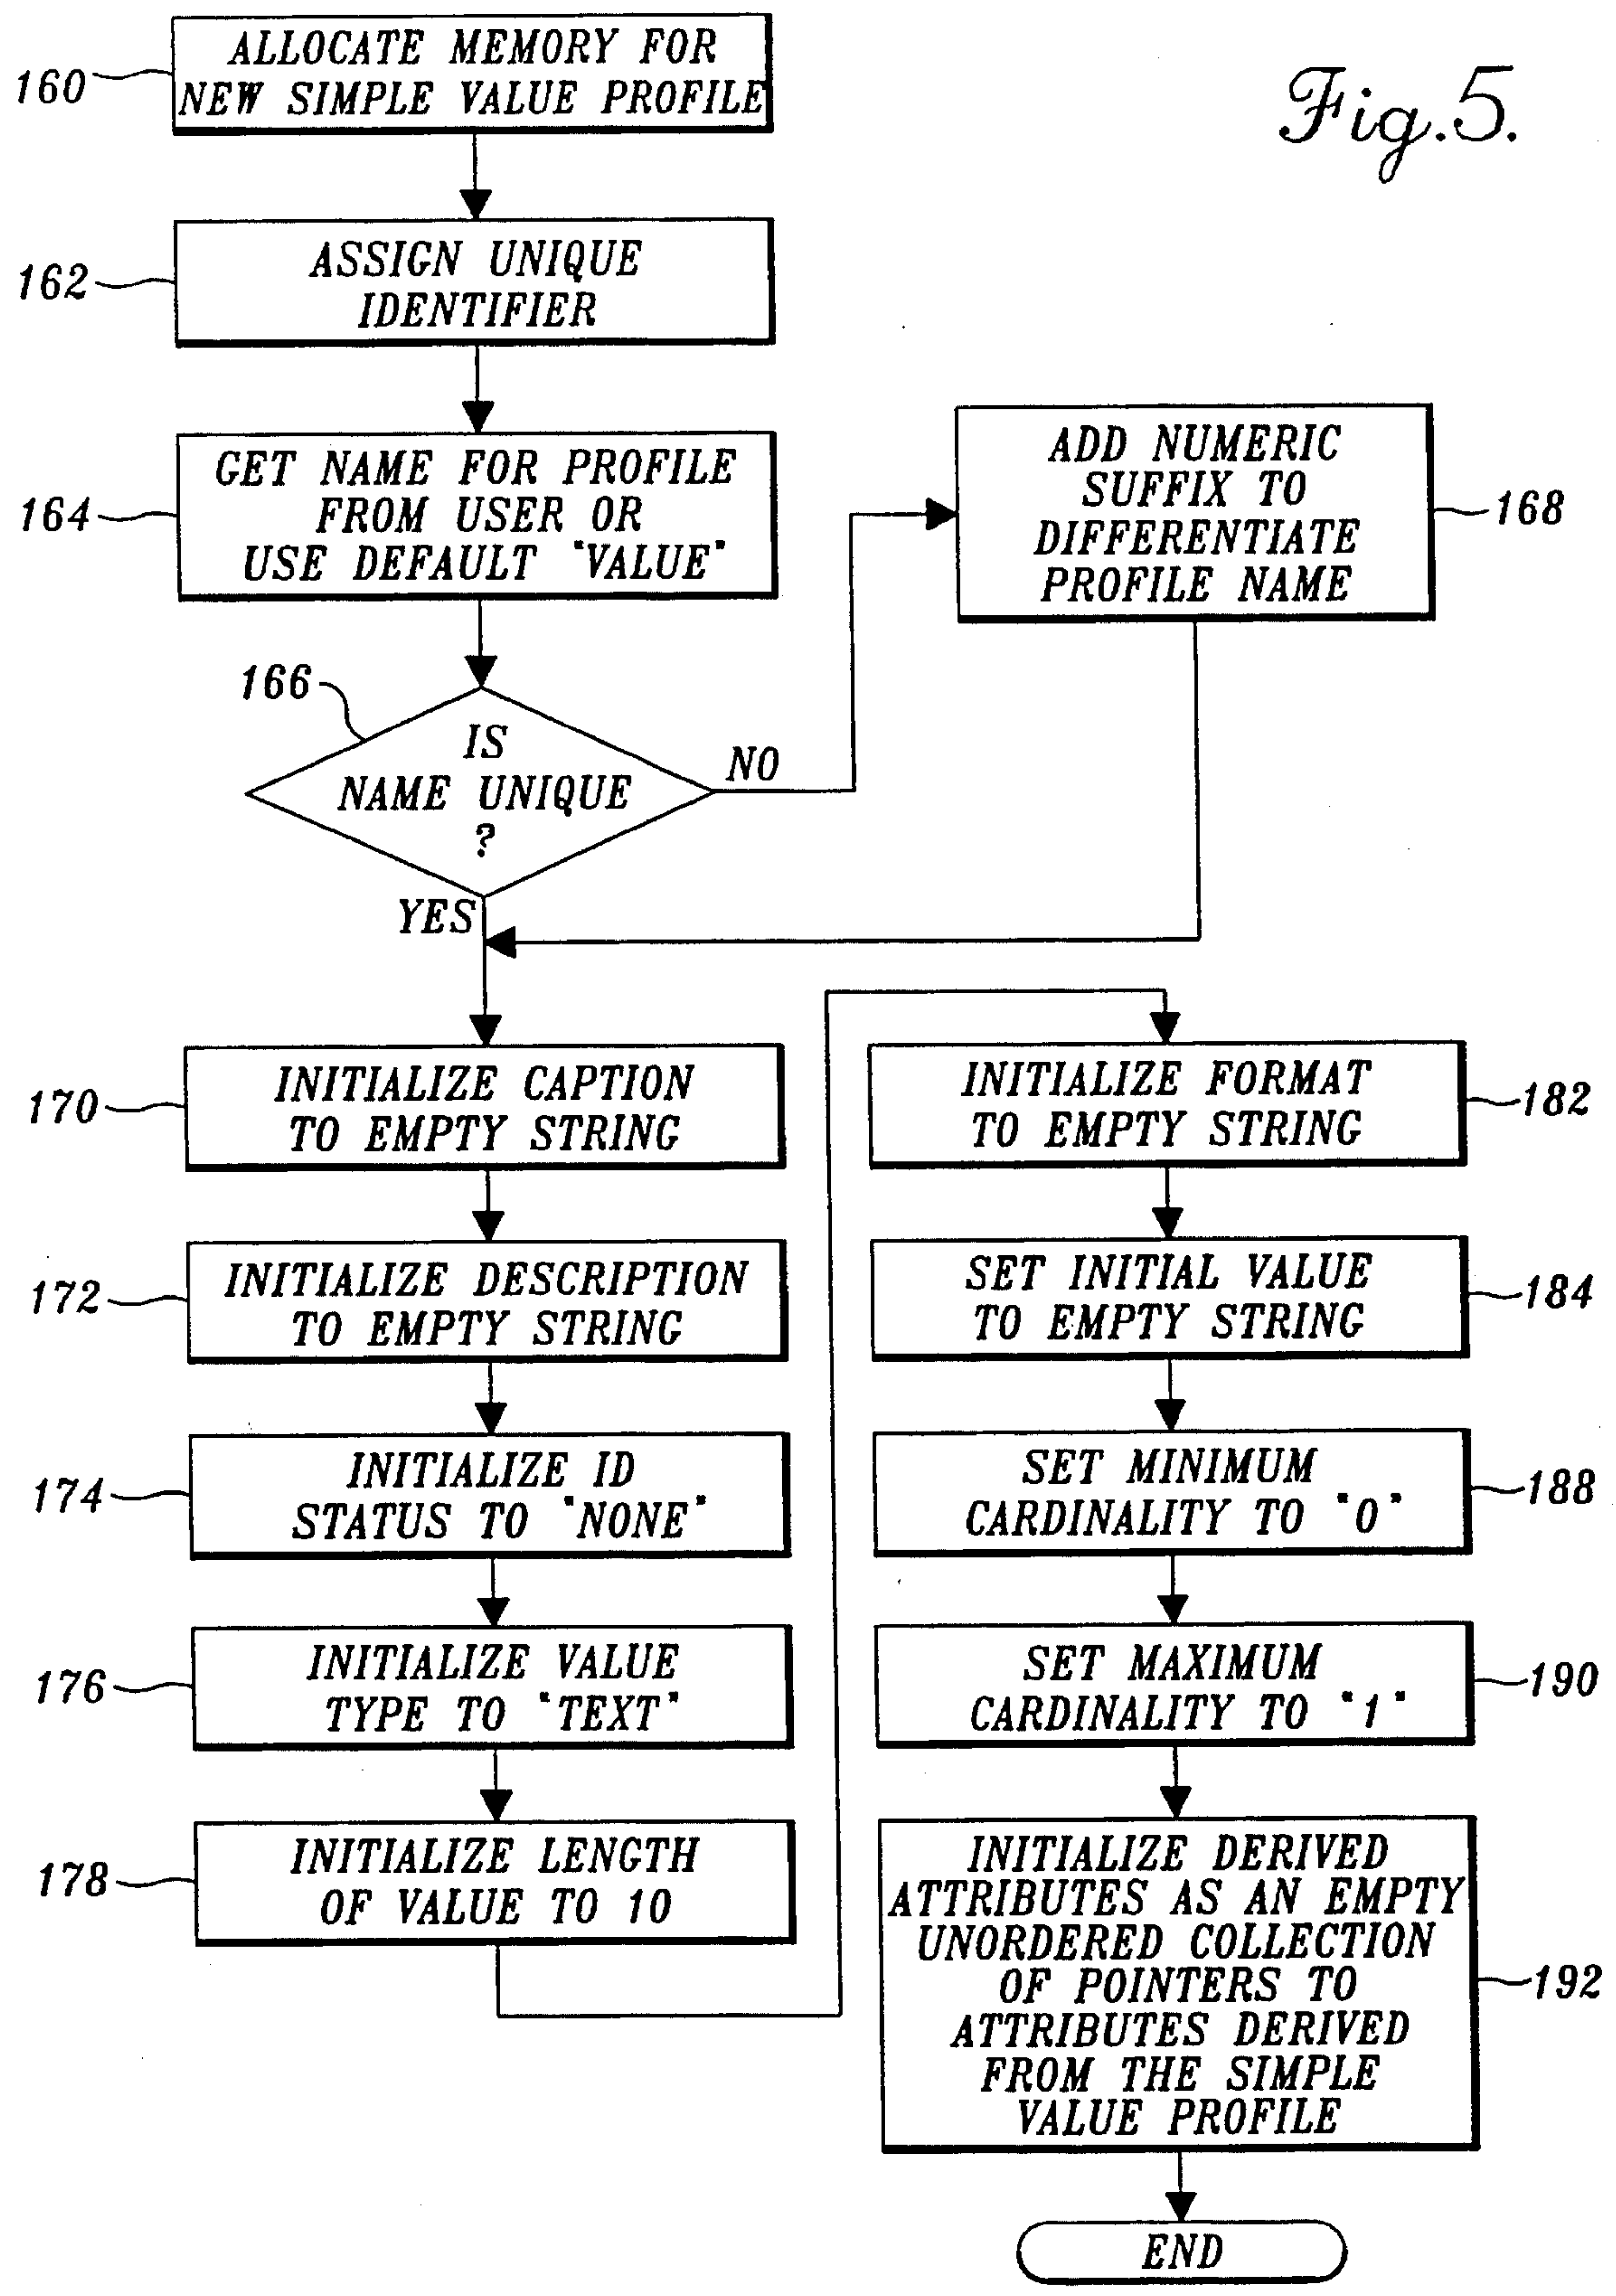 Fig.5.
160
ALLOCATE MEMORY FOR
NEW SIMPLE VALUE PROFILE
162
ASSIGN UNIQUE
IDENTIFIER
164
GET NAME FOR PROFILE
FROM USER OR
USE DEFAULT "VALUE"
166
IS
NAME UNIQUE
?
NO
YES
ADD NUMERIC
SUFFIX TO
DIFFERENTIATE
PROFILE NAME
168
170
INITIALIZE CAPTION
TO EMPTY STRING
172
INITIALIZE DESCRIPTION
TO EMPTY STRING
174
INITIALIZE ID
STATUS TO "NONE"
176
INITIALIZE VALUE
TYPE TO "TEXT"
178
INITIALIZE LENGTH
OF VALUE TO 10
INITIALIZE FORMAT
TO EMPTY STRING
182
SET INITIAL VALUE
TO EMPTY STRING
184
SET MINIMUM
CARDINALITY TO "0"
188
SET MAXIMUM
CARDINALITY TO "1"
190
INITIALIZE DERIVED
ATTRIBUTES AS AN EMPTY
UNORDERED COLLECTION
OF POINTERS TO
ATTRIBUTES DERIVED
FROM THE SIMPLE
VALUE PROFILE
192
END